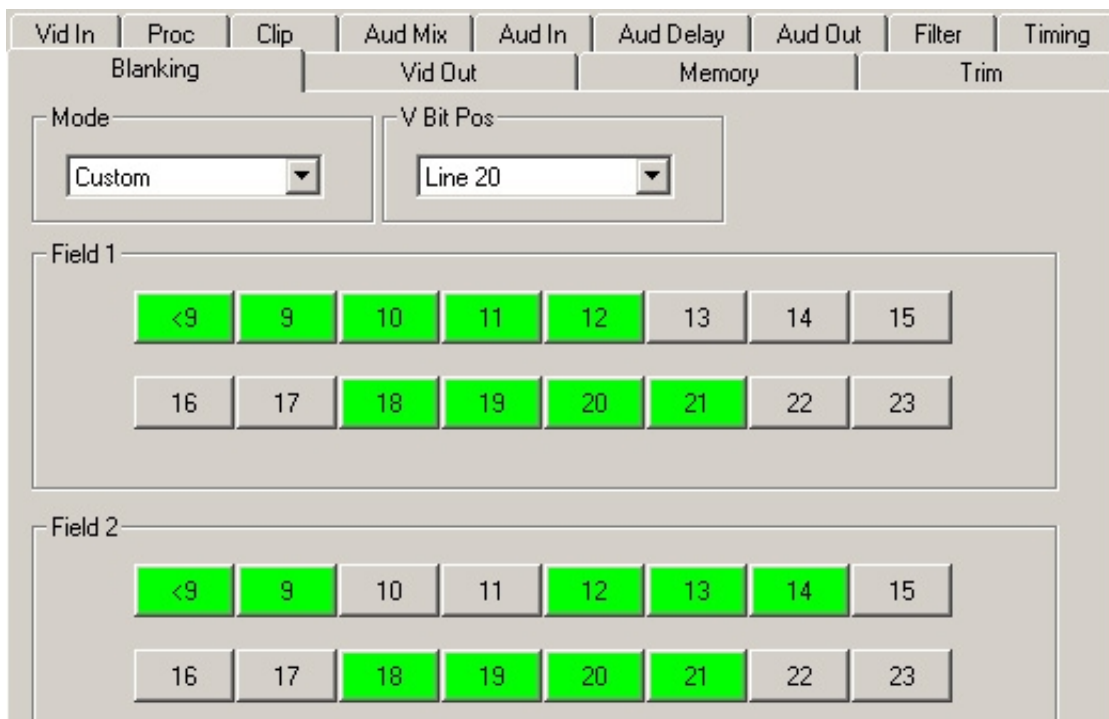 Vid In Proc Clip Aud Mix Aud In Aud Delay Aud Out Filter Timing
Blanking Vid Out Memory Trim
Mode V Bit Pos
Custom Line 20
Field 1
<9 9 10 11 12 13 14 15
16 17 18 19 20 21 22 23
Field 2
<9 9 10 11 12 13 14 15
16 17 18 19 20 21 22 23